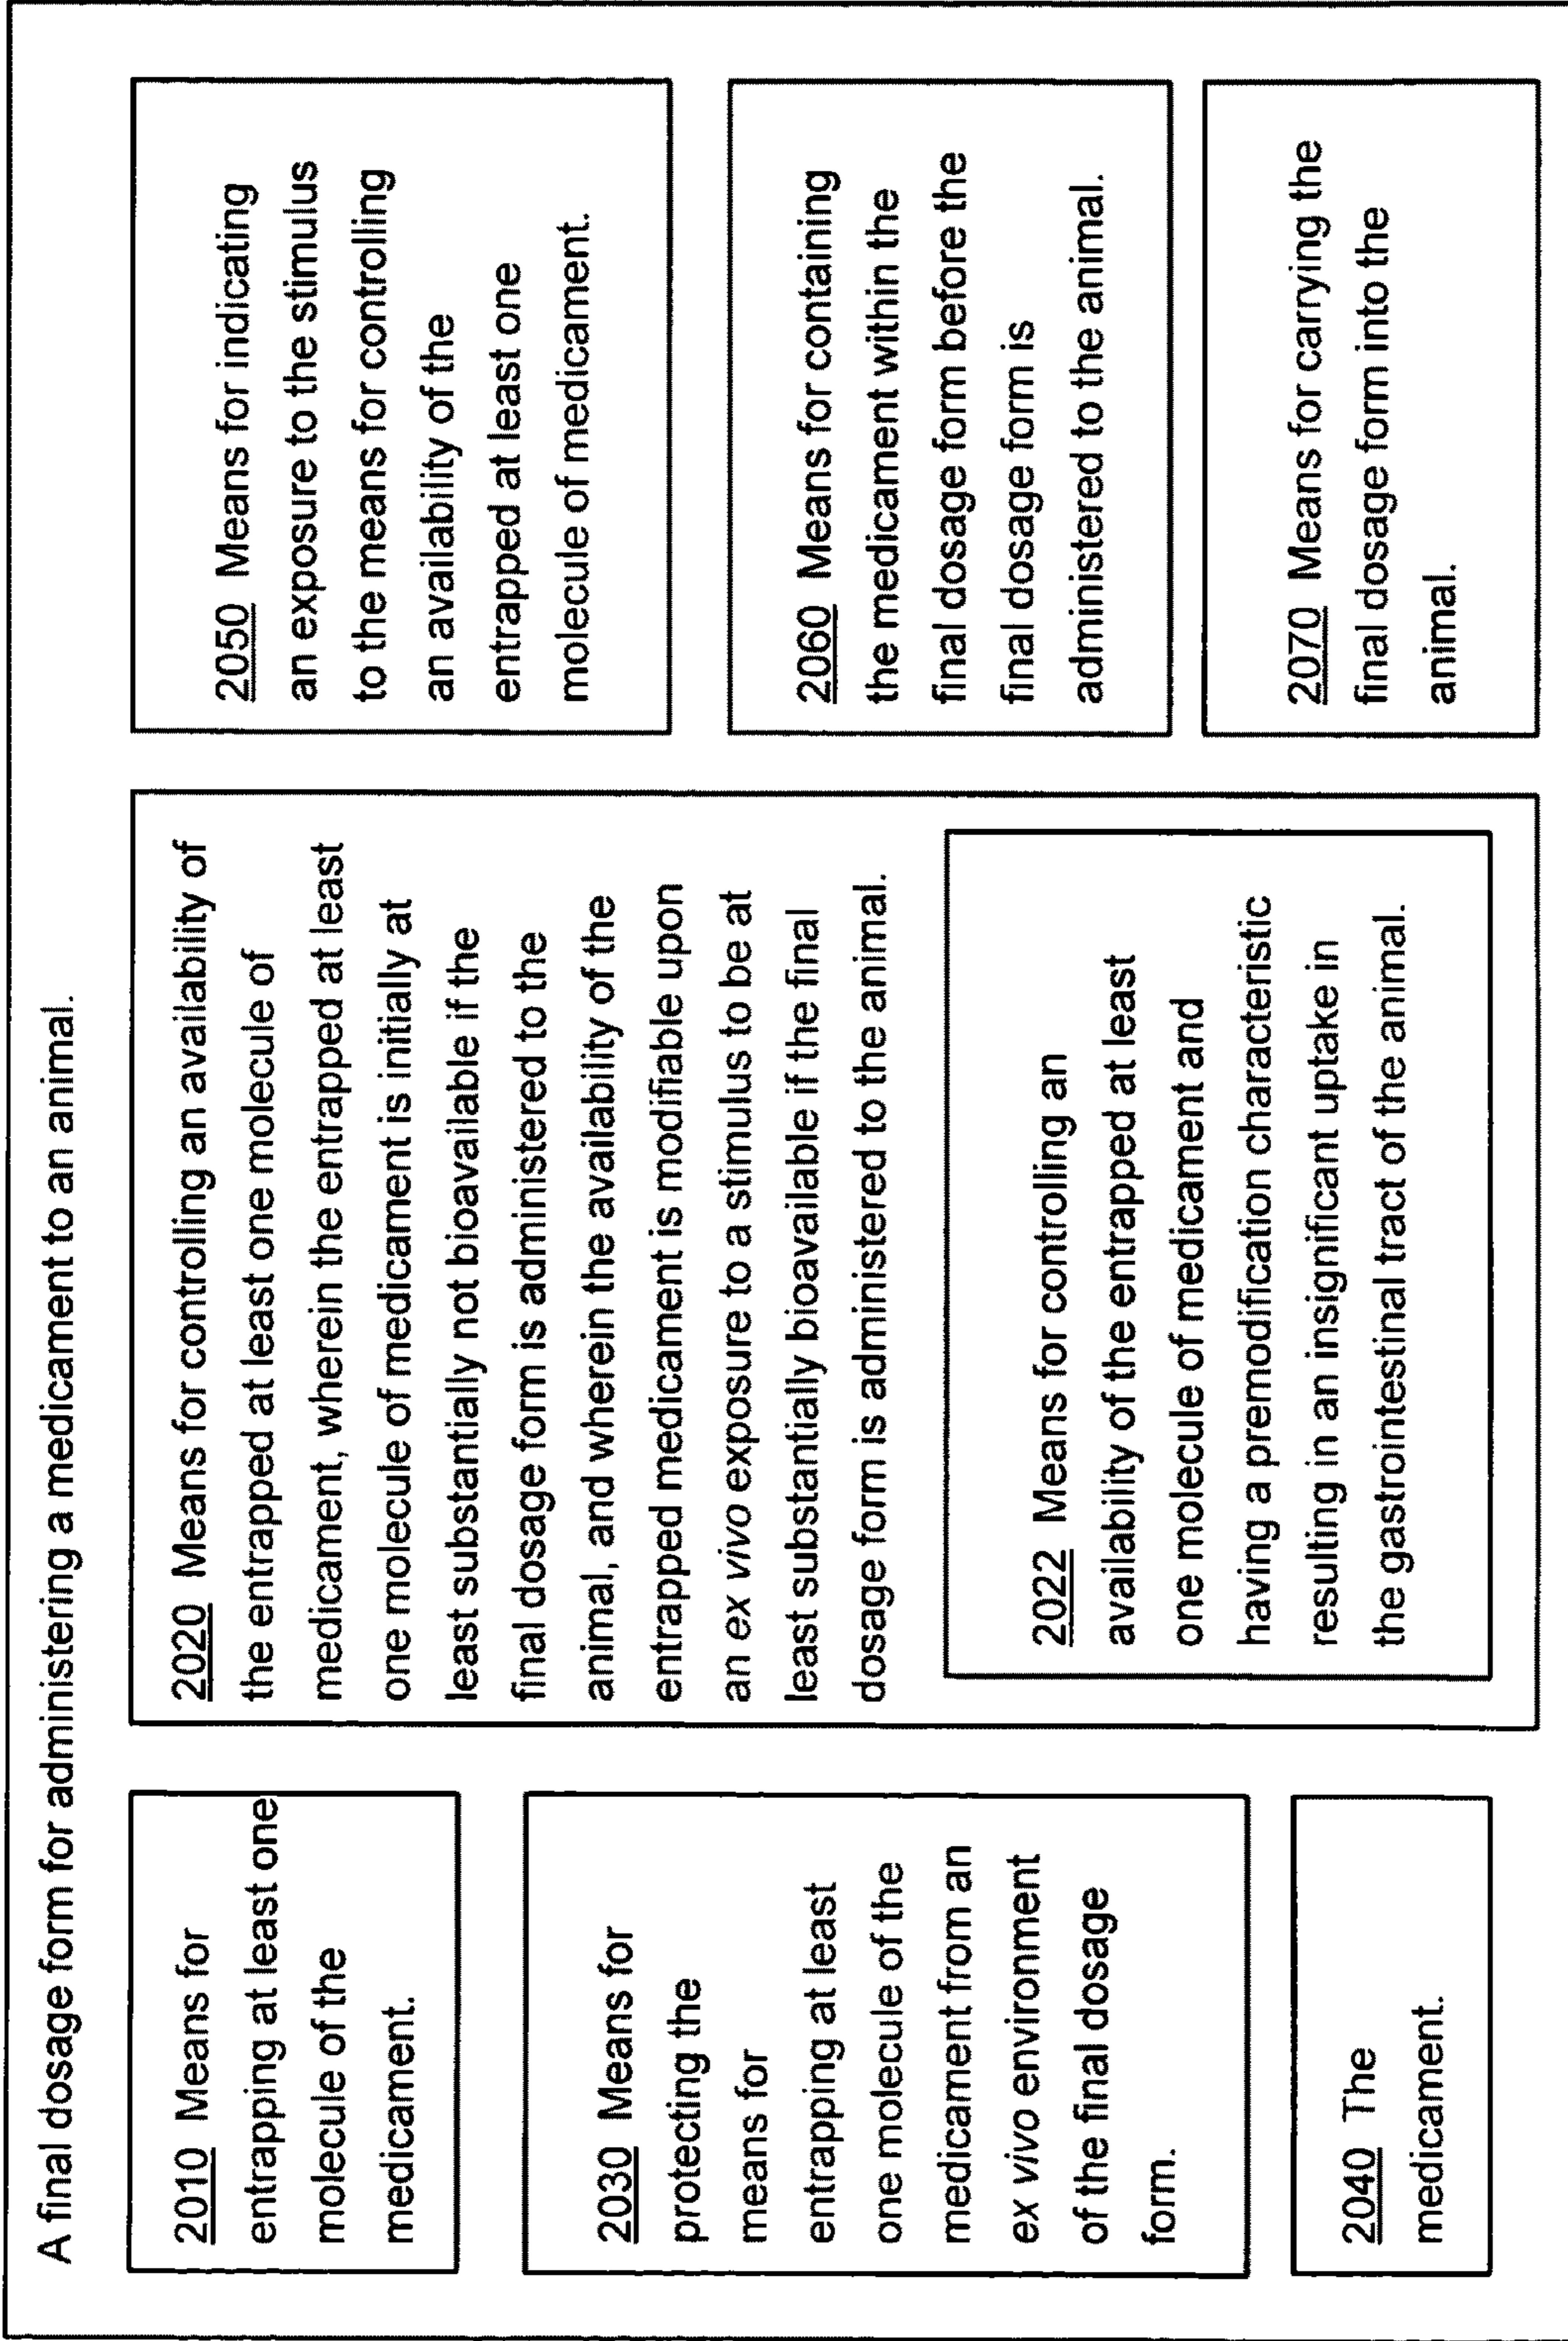 A final dosage form for administering a medicament to an animal.
2010 Means for
entrapping at least one
molecule of the
medicament.
2030 Means for
protecting the
means for
entrapping at least
one molecule of the
medicament from an
ex vivo environment
of the final dosage
form.
2040 The
medicament.
2020 Means for controlling an availability of
the entrapped at least one molecule of
medicament, wherein the entrapped at least
one molecule of medicament is initially at
least substantially not bioavailable if the
final dosage form is administered to the
animal, and wherein the availability of the
entrapped medicament is modifiable upon
an ex vivo exposure to a stimulus to be at
least substantially bioavailable if the final
dosage form is administered to the animal.
2022 Means for controlling an
availability of the entrapped at least
one molecule of medicament and
having a premodification characteristic
resulting in an insignificant uptake in
the gastrointestinal tract of the animal.
2050 Means for indicating
an exposure to the stimulus
to the means for controlling
an availability of the
entrapped at least one
molecule of medicament.
2060 Means for containing
the medicament within the
final dosage form before the
final dosage form is
administered to the animal.
2070 Means for carrying the
final dosage form into the
animal.